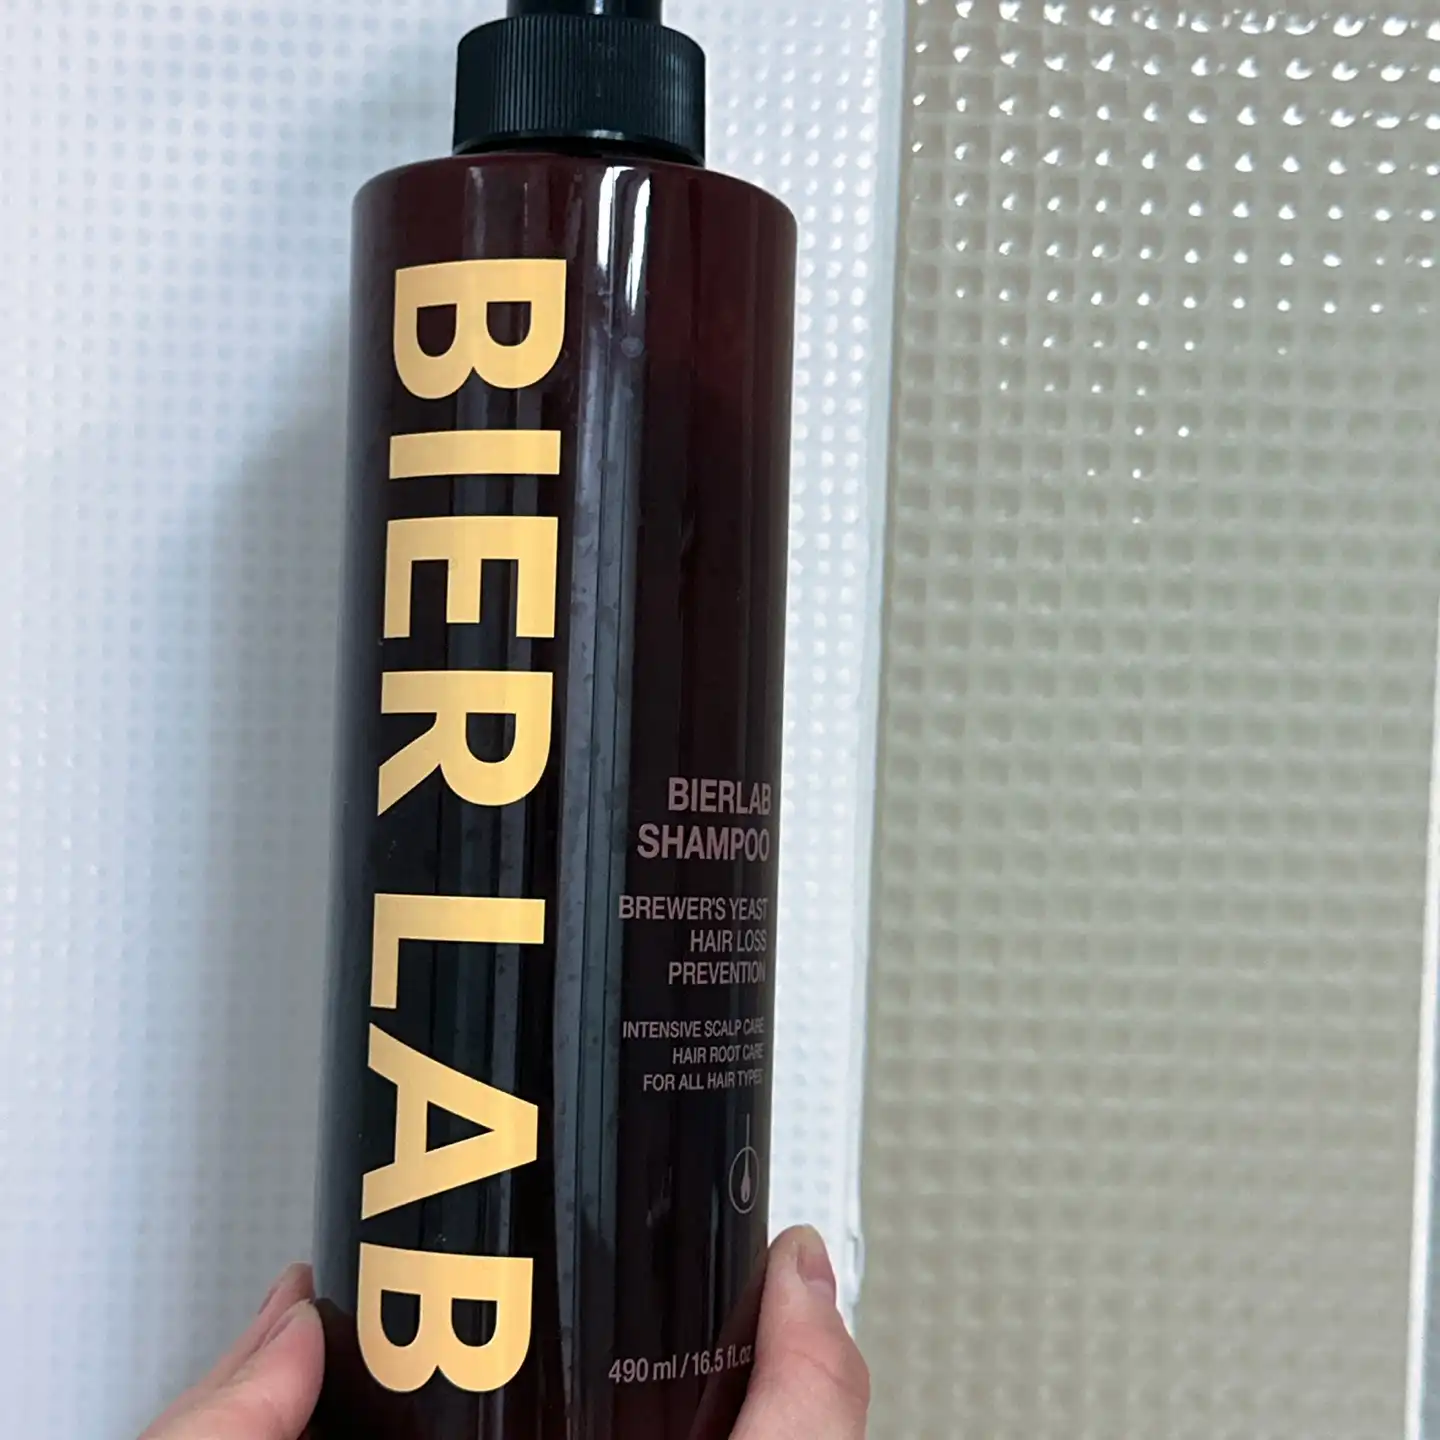 BIER LAB
BIERLAB
SHAMPOO
BREWER'S YEAST
HAIR LOSS
PREVENTION
INTENSIVE SCALP CARE
HAIR ROOT CARE
FOR ALL HAIR TYPES
490 ml / 16.5 fl.oz